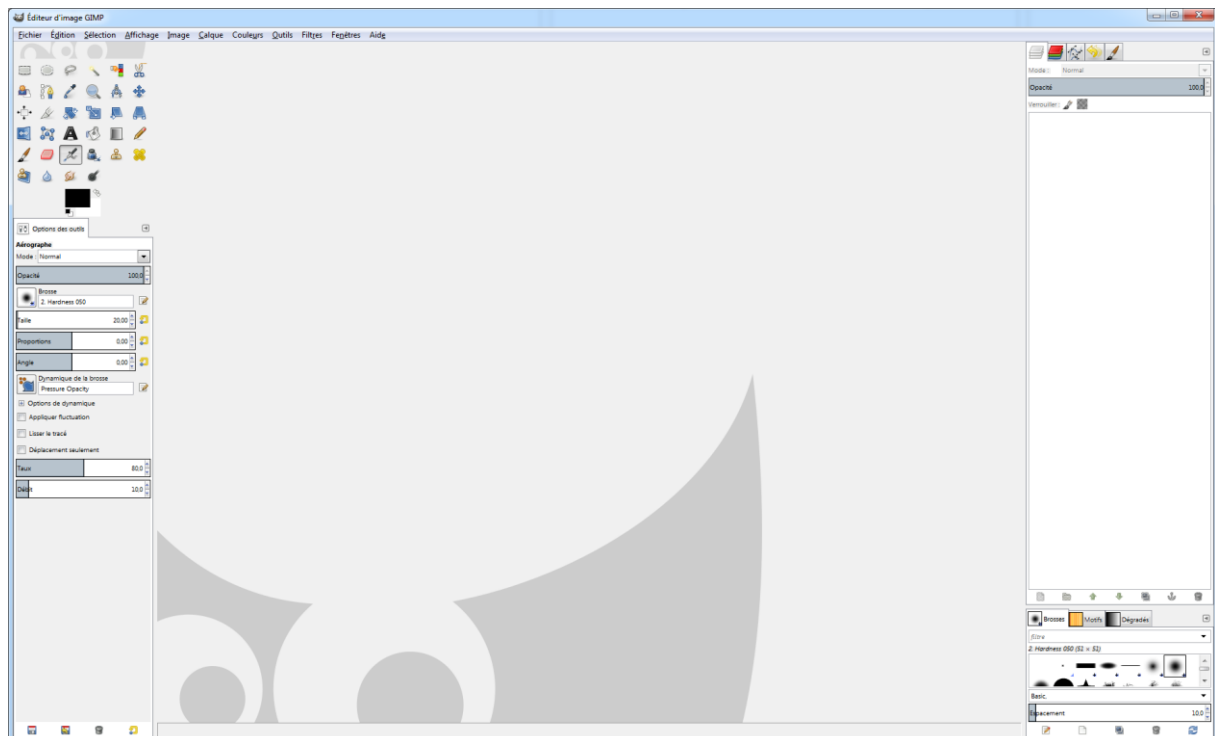 Éditeur d'image GIMP
Fichier Édition Sélection Affichage Image Calque Couleurs Outils Filtres Fenêtres Aide
Options des outils
Aérographe
Mode : Normal
Opacité 100,0
Brosse
2. Hardness 050
Taille 20,00
Proportions 0,00
Angle 0,00
Dynamique de la brosse
Pressure Opacity
Options de dynamique
Appliquer fluctuation
Lisser le tracé
Déplacement seulement
Taux 80,0
Débit 10,0
Mode : Normal
Opacité 100,0
Verrouiller :
Brosses Motifs Dégradés
filtre
2. Hardness 050 (51 × 51)
Basic,
Espacement 10,0